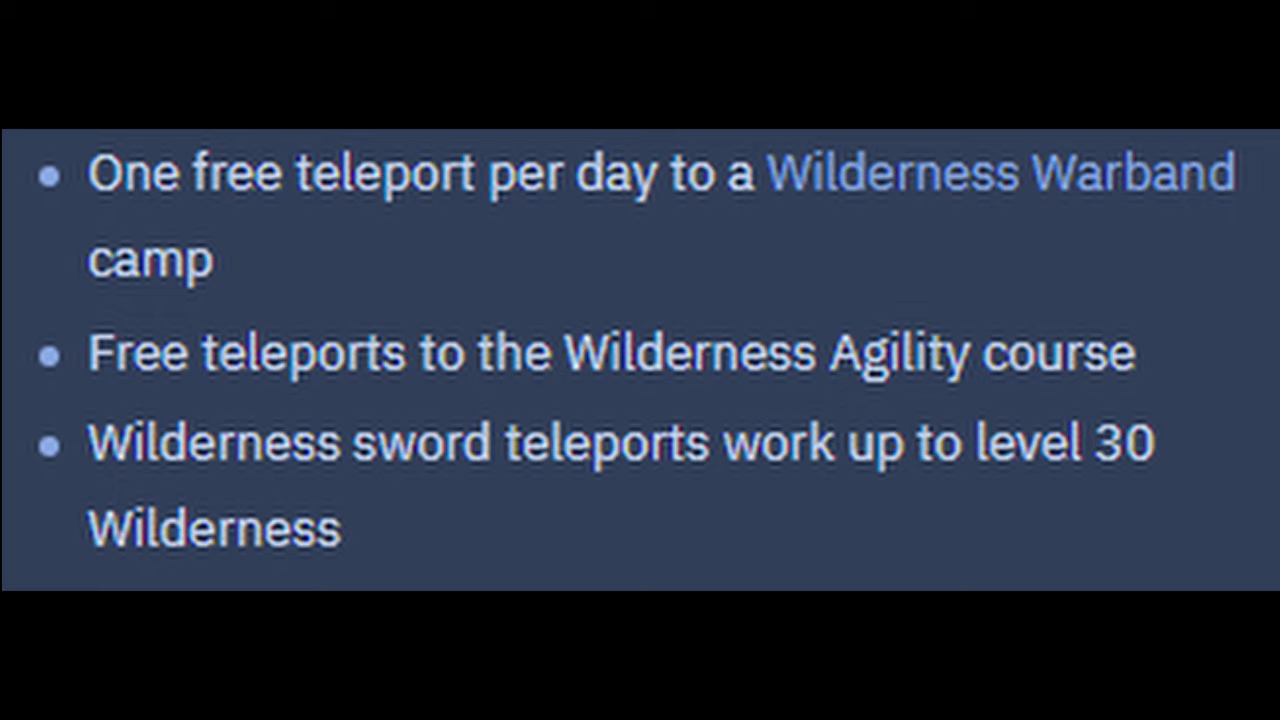 One free teleport per day to a Wilderness Warband
camp
Free teleports to the Wilderness Agility course
Wilderness sword teleports work up to level 30
Wilderness